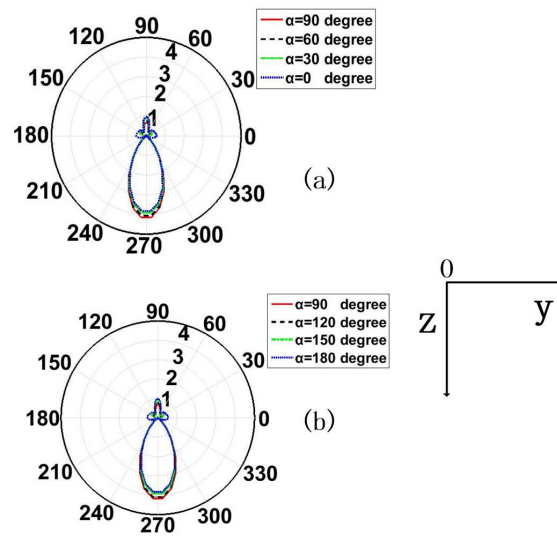 90
120 60
4
α=90 degree
α=60 degree
α=30 degree
α=0 degree
150 3 30
2
1
180 0
210 330
(a)
240 300
270
0
y
z
90
120 60
4
α=90 degree
α=120 degree
α=150 degree
α=180 degree
150 3 30
2
1
180 0
(b)
210 330
240 300
270